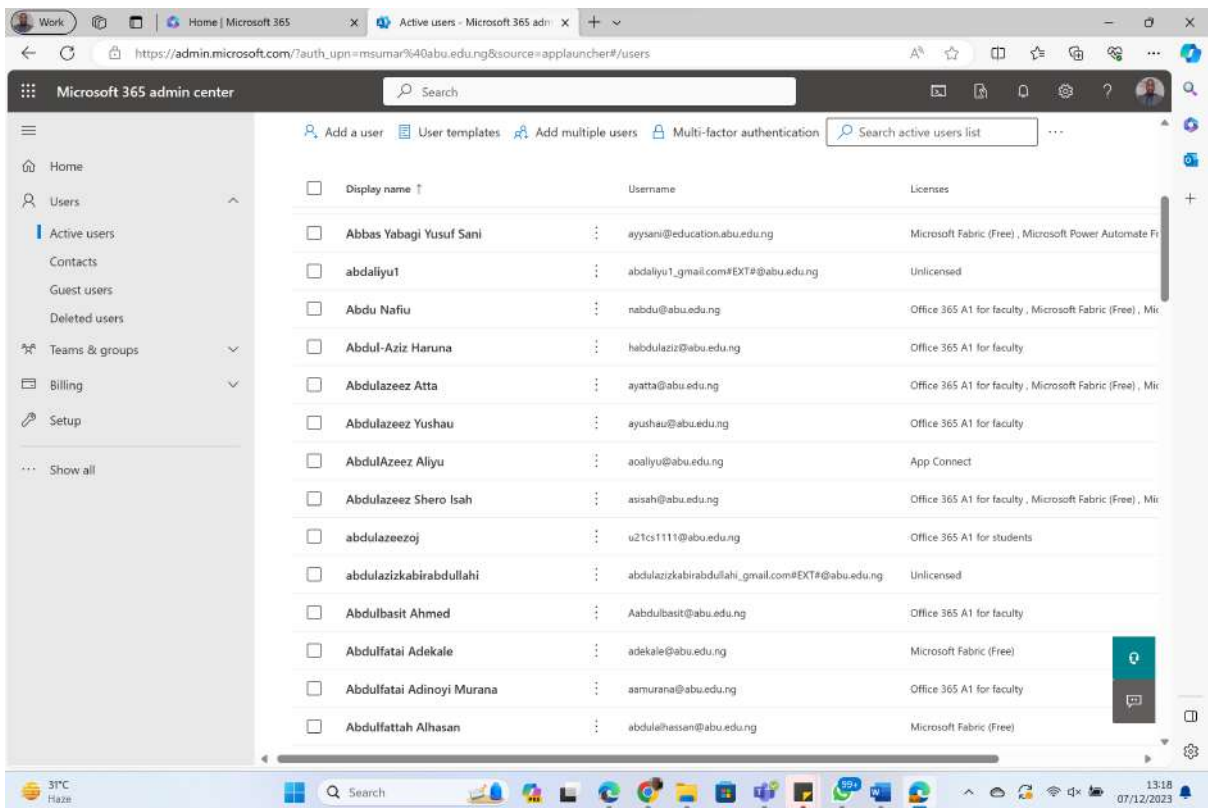 Work Home | Microsoft 365 Active users - Microsoft 365 adm
https://admin.microsoft.com/?auth_upn=msumar%40abu.edu.ng&source=applauncher#/users
Microsoft 365 admin center Search
Add a user User templates Add multiple users Multi-factor authentication Search active users list
Home
Users
Active users
Contacts
Guest users
Deleted users
Teams & groups
Billing
Setup
Show all
Display name ↑ Username Licenses
Abbas Yabagi Yusuf Sani ayysani@education.abu.edu.ng Microsoft Fabric (Free) , Microsoft Power Automate Fr
abdaliyu1 abdaliyu1_gmail.com#EXT#@abu.edu.ng Unlicensed
Abdu Nafiu nabdu@abu.edu.ng Office 365 A1 for faculty , Microsoft Fabric (Free) , Mic
Abdul-Aziz Haruna habdulaziz@abu.edu.ng Office 365 A1 for faculty
Abdulazeez Atta ayatta@abu.edu.ng Office 365 A1 for faculty , Microsoft Fabric (Free) , Mic
Abdulazeez Yushau ayushau@abu.edu.ng Office 365 A1 for faculty
AbdulAzeez Aliyu aoaliyu@abu.edu.ng App Connect
Abdulazeez Shero Isah asisah@abu.edu.ng Office 365 A1 for faculty , Microsoft Fabric (Free) , Mic
abdulazeezoj u21cs1111@abu.edu.ng Office 365 A1 for students
abdulazizkabirabdullahi abdulazizkabirabdullahi_gmail.com#EXT#@abu.edu.ng Unlicensed
Abdulbasit Ahmed Aabdulbasit@abu.edu.ng Office 365 A1 for faculty
Abdulfatai Adekale adekale@abu.edu.ng Microsoft Fabric (Free)
Abdulfatai Adinoyi Murana aamurana@abu.edu.ng Office 365 A1 for faculty
Abdulfattah Alhasan abdulalhassan@abu.edu.ng Microsoft Fabric (Free)
31°C
Haze
Search
99+
13:18
07/12/2023